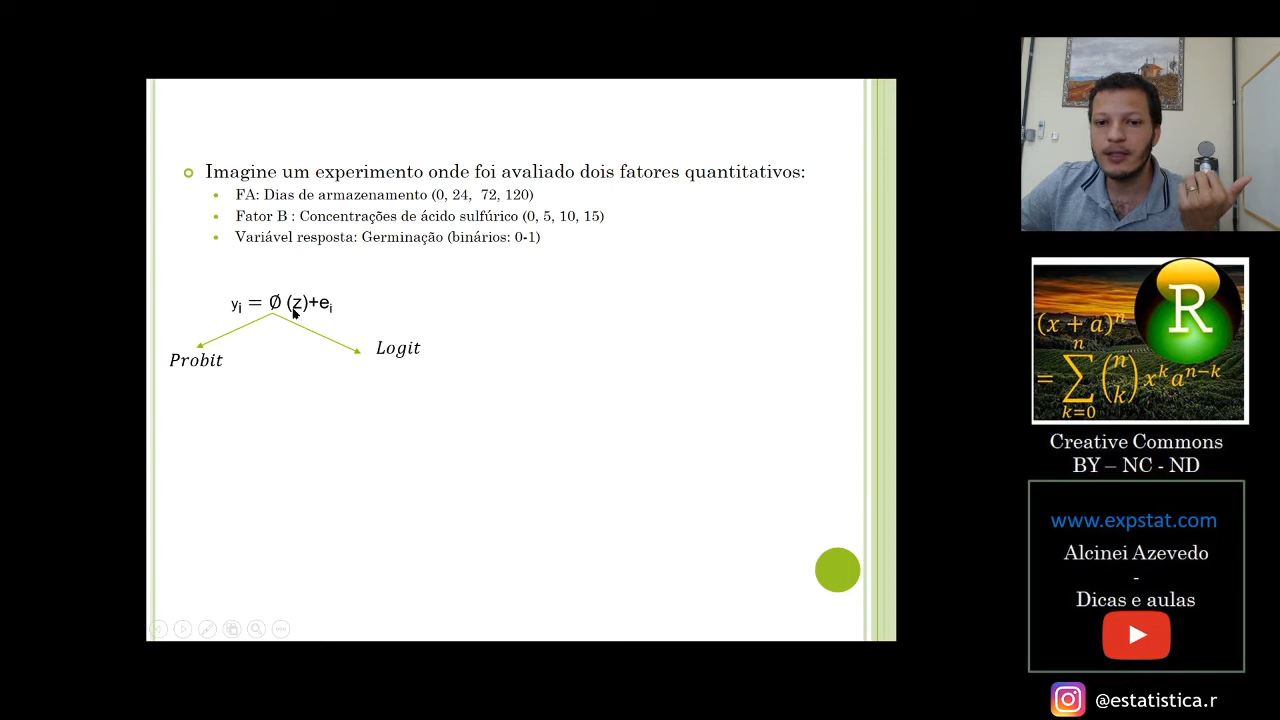 Imagine um experimento onde foi avaliado dois fatores quantitativos:
FA: Dias de armazenamento (0, 24, 72, 120)
Fator B : Concentrações de ácido sulfúrico (0, 5, 10, 15)
Variável resposta: Germinação (binários: 0-1)
yᵢ = Ø (z)+eᵢ
Probit
Logit
R
(x + a)ⁿ
n
= ∑ (n k) xᵏ aⁿ⁻ᵏ
k=0
Creative Commons
BY – NC - ND
www.expstat.com
Alcinei Azevedo
-
Dicas e aulas
@estatistica.r